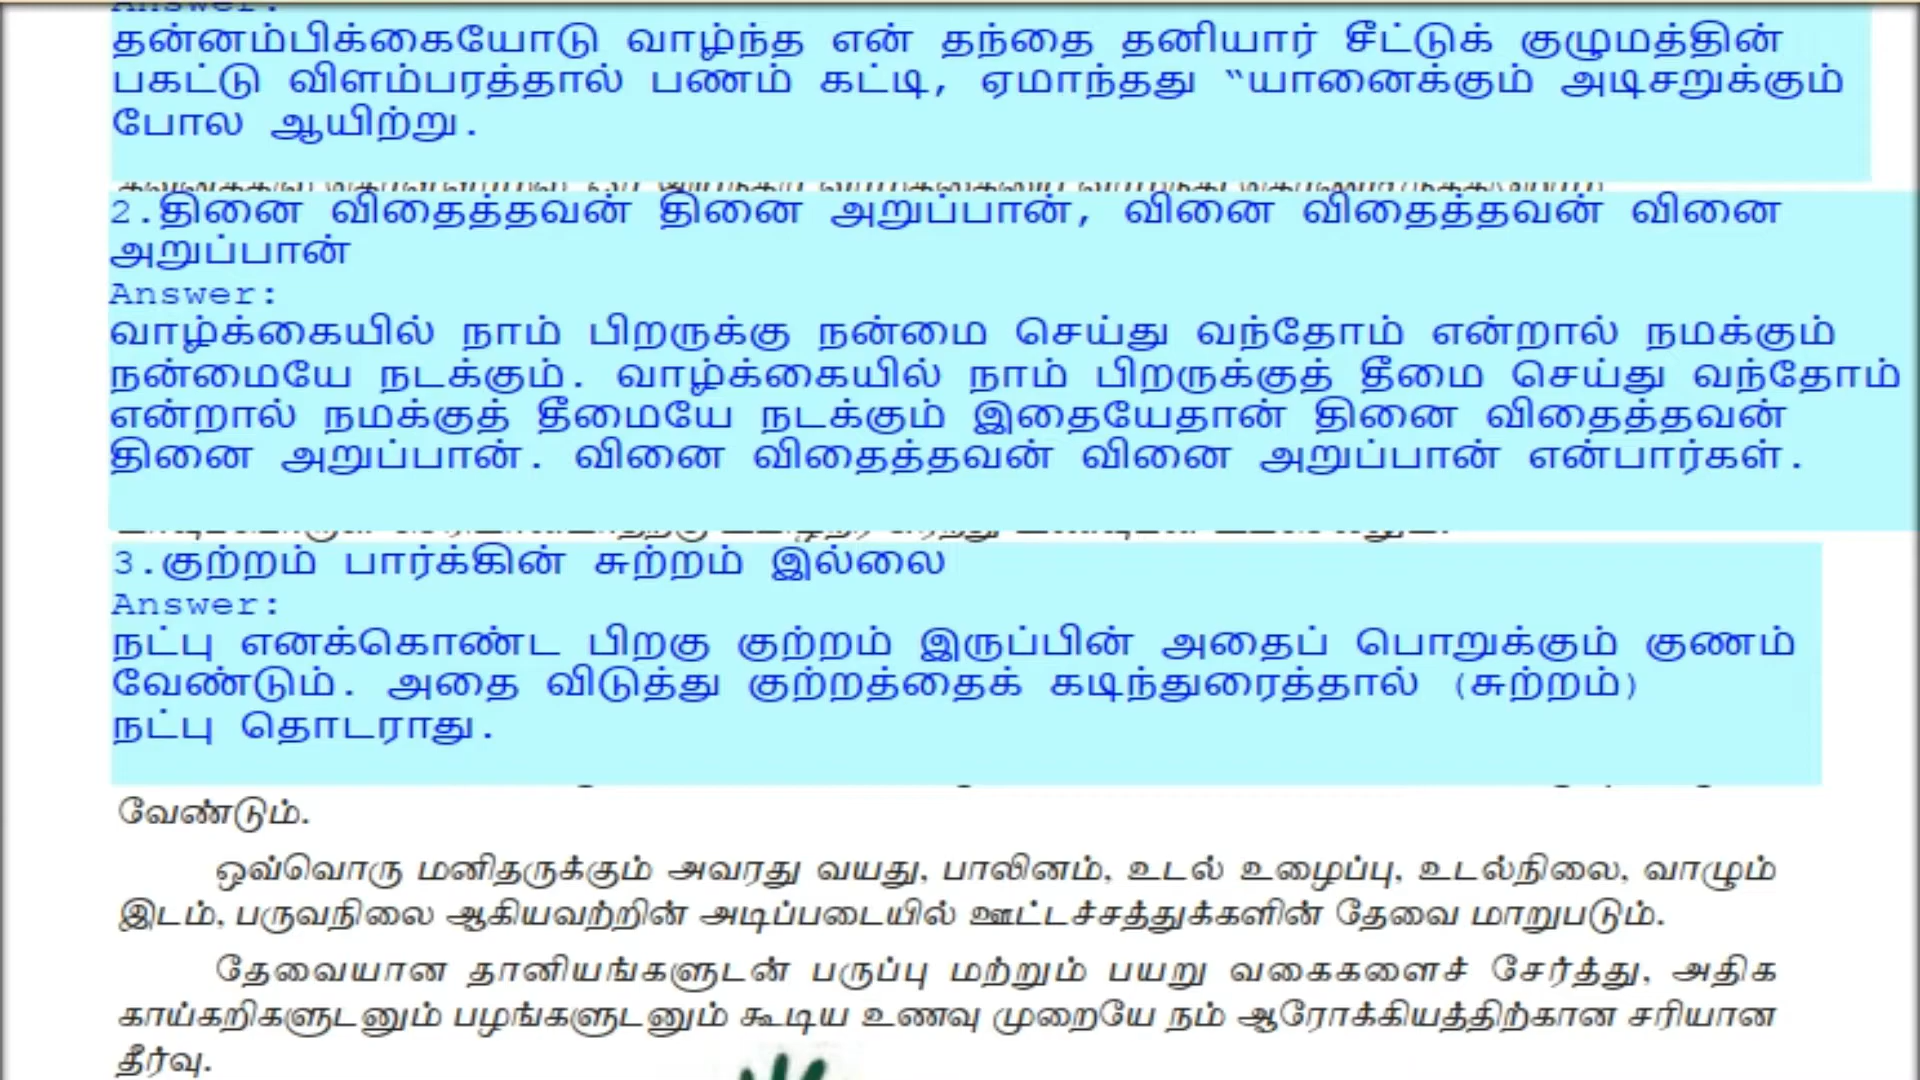 Answer:
தன்னம்பிக்கையோடு வாழ்ந்த என் தந்தை தனியார் சீட்டுக் குழுமத்தின்
பகட்டு விளம்பரத்தால் பணம் கட்டி, ஏமாந்தது “யானைக்கும் அடிசறுக்கும்
போல ஆயிற்று.
2.தினை விதைத்தவன் தினை அறுப்பான், வினை விதைத்தவன் வினை
அறுப்பான்
Answer:
வாழ்க்கையில் நாம் பிறருக்கு நன்மை செய்து வந்தோம் என்றால் நமக்கும்
நன்மையே நடக்கும். வாழ்க்கையில் நாம் பிறருக்குத் தீமை செய்து வந்தோம்
என்றால் நமக்குத் தீமையே நடக்கும் இதையேதான் தினை விதைத்தவன்
தினை அறுப்பான். வினை விதைத்தவன் வினை அறுப்பான் என்பார்கள்.
3.குற்றம் பார்க்கின் சுற்றம் இல்லை
Answer:
நட்பு எனக்கொண்ட பிறகு குற்றம் இருப்பின் அதைப் பொறுக்கும் குணம்
வேண்டும். அதை விடுத்து குற்றத்தைக் கடிந்துரைத்தால் (சுற்றம்)
நட்பு தொடராது.
வேண்டும்.
ஒவ்வொரு மனிதருக்கும் அவரது வயது, பாலினம், உடல் உழைப்பு, உடல்நிலை, வாழும்
இடம், பருவநிலை ஆகியவற்றின் அடிப்படையில் ஊட்டச்சத்துக்களின் தேவை மாறுபடும்.
தேவையான தானியங்களுடன் பருப்பு மற்றும் பயறு வகைகளைச் சேர்த்து, அதிக
காய்கறிகளுடனும் பழங்களுடனும் கூடிய உணவு முறையே நம் ஆரோக்கியத்திற்கான சரியான
தீர்வு.